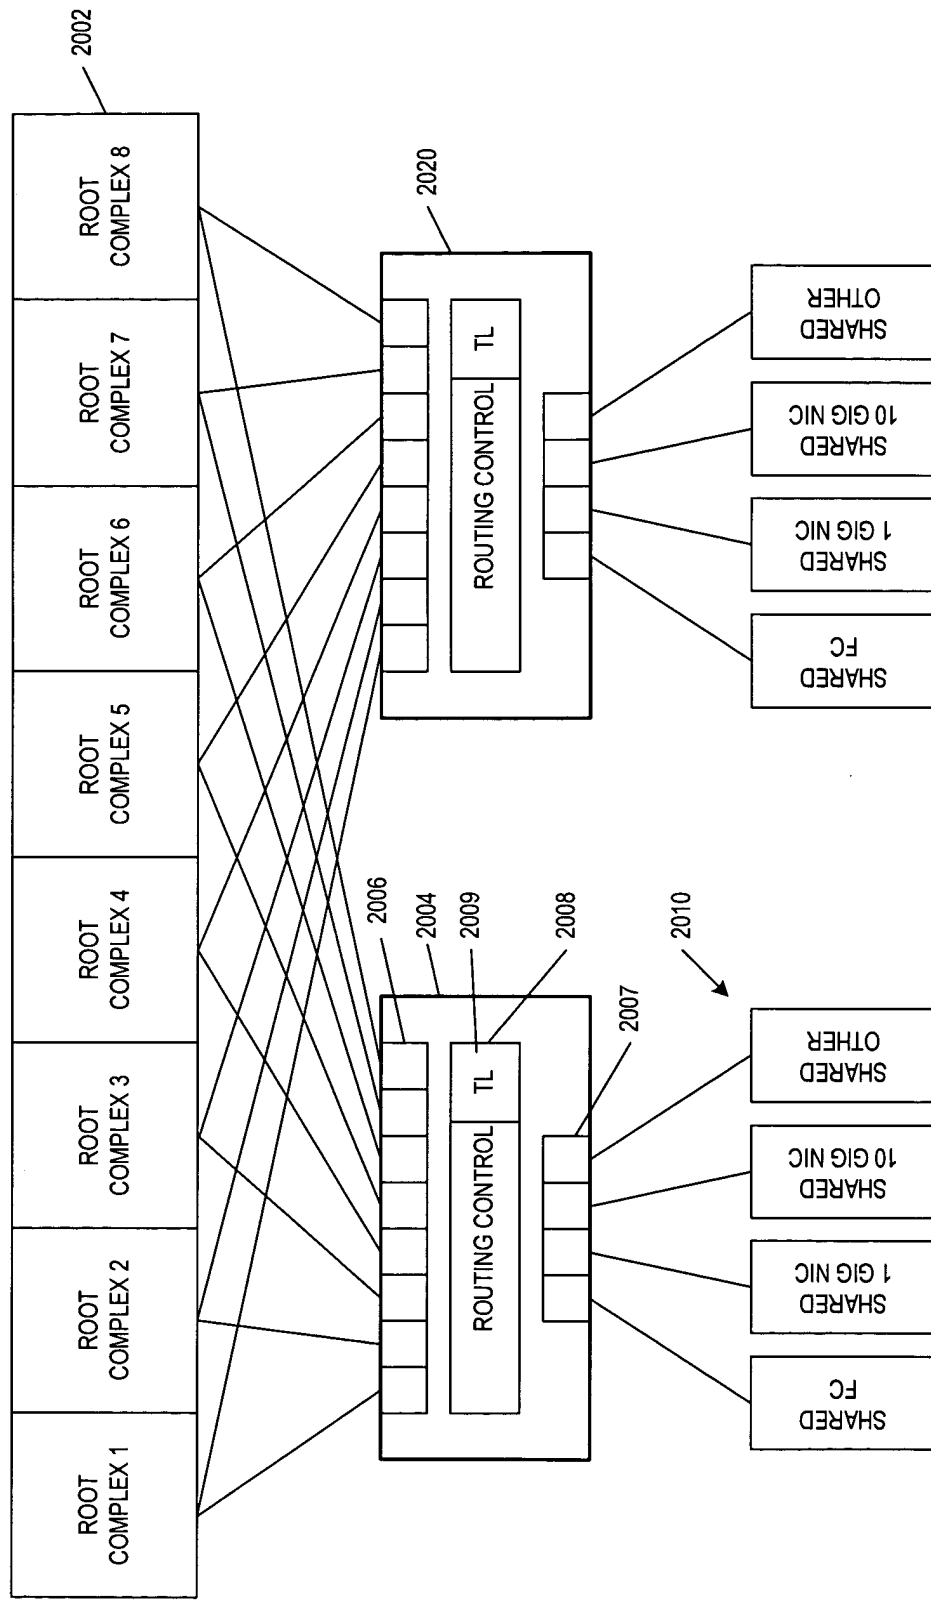 ROOT
COMPLEX 1
ROOT
COMPLEX 2
ROOT
COMPLEX 3
ROOT
COMPLEX 4
ROOT
COMPLEX 5
ROOT
COMPLEX 6
ROOT
COMPLEX 7
ROOT
COMPLEX 8
2002
2006
2004
2009
2008
2007
2010
ROUTING CONTROL
TL
2020
ROUTING CONTROL
TL
SHARED
FC
SHARED
1 GIG NIC
SHARED
10 GIG NIC
SHARED
OTHER
SHARED
FC
SHARED
1 GIG NIC
SHARED
10 GIG NIC
SHARED
OTHER